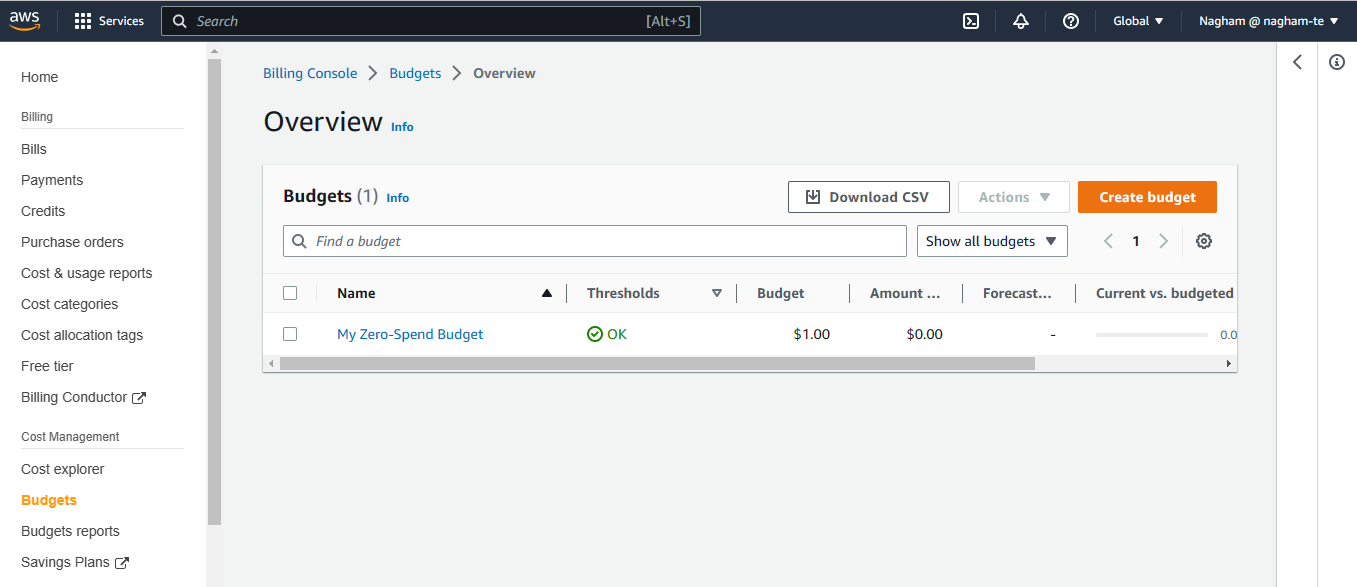 aws Services Search [Alt+S] Global Nagham @ nagham-te
Home
Billing
Bills
Payments
Credits
Purchase orders
Cost & usage reports
Cost categories
Cost allocation tags
Free tier
Billing Conductor
Cost Management
Cost explorer
Budgets
Budgets reports
Savings Plans
Billing Console > Budgets > Overview
Overview Info
Budgets (1) Info Download CSV Actions Create budget
Find a budget Show all budgets 1
Name Thresholds Budget Amount ... Forecast... Current vs. budgeted
My Zero-Spend Budget OK $1.00 $0.00 - 0.0